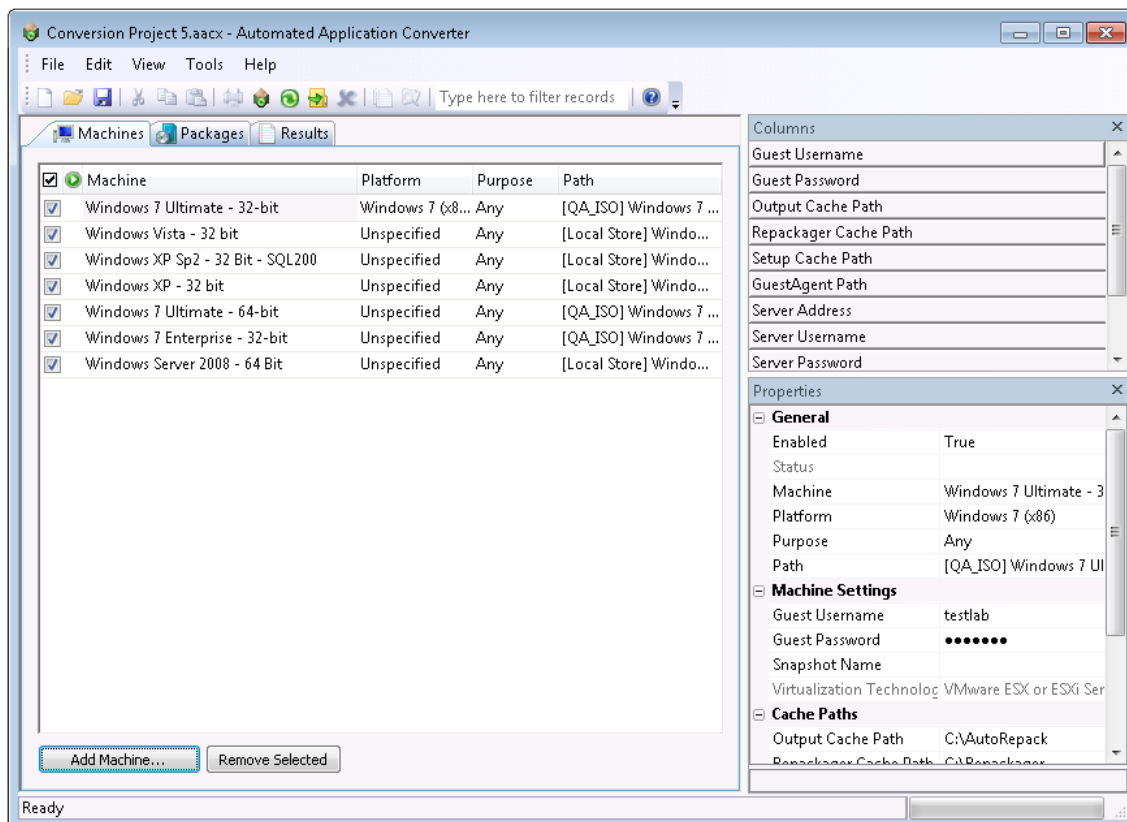 Conversion Project 5.aacx - Automated Application Converter
File Edit View Tools Help
Type here to filter records
Machines Packages Results
Machine Platform Purpose Path
Windows 7 Ultimate - 32-bit Windows 7 (x8... Any [QA_ISO] Windows 7 ...
Windows Vista - 32 bit Unspecified Any [Local Store] Windo...
Windows XP Sp2 - 32 Bit - SQL200 Unspecified Any [Local Store] Windo...
Windows XP - 32 bit Unspecified Any [Local Store] Windo...
Windows 7 Ultimate - 64-bit Unspecified Any [QA_ISO] Windows 7 ...
Windows 7 Enterprise - 32-bit Unspecified Any [QA_ISO] Windows 7 ...
Windows Server 2008 - 64 Bit Unspecified Any [Local Store] Windo...
Add Machine... Remove Selected
Columns
Guest Username
Guest Password
Output Cache Path
Repackager Cache Path
Setup Cache Path
GuestAgent Path
Server Address
Server Username
Server Password
Properties
General
Enabled True
Status
Machine Windows 7 Ultimate - 3
Platform Windows 7 (x86)
Purpose Any
Path [QA_ISO] Windows 7 Ul
Machine Settings
Guest Username testlab
Guest Password •••••••
Snapshot Name
Virtualization Technolog VMware ESX or ESXi Ser
Cache Paths
Output Cache Path C:\AutoRepack
Repackager Cache Path C:\Repackager
Ready